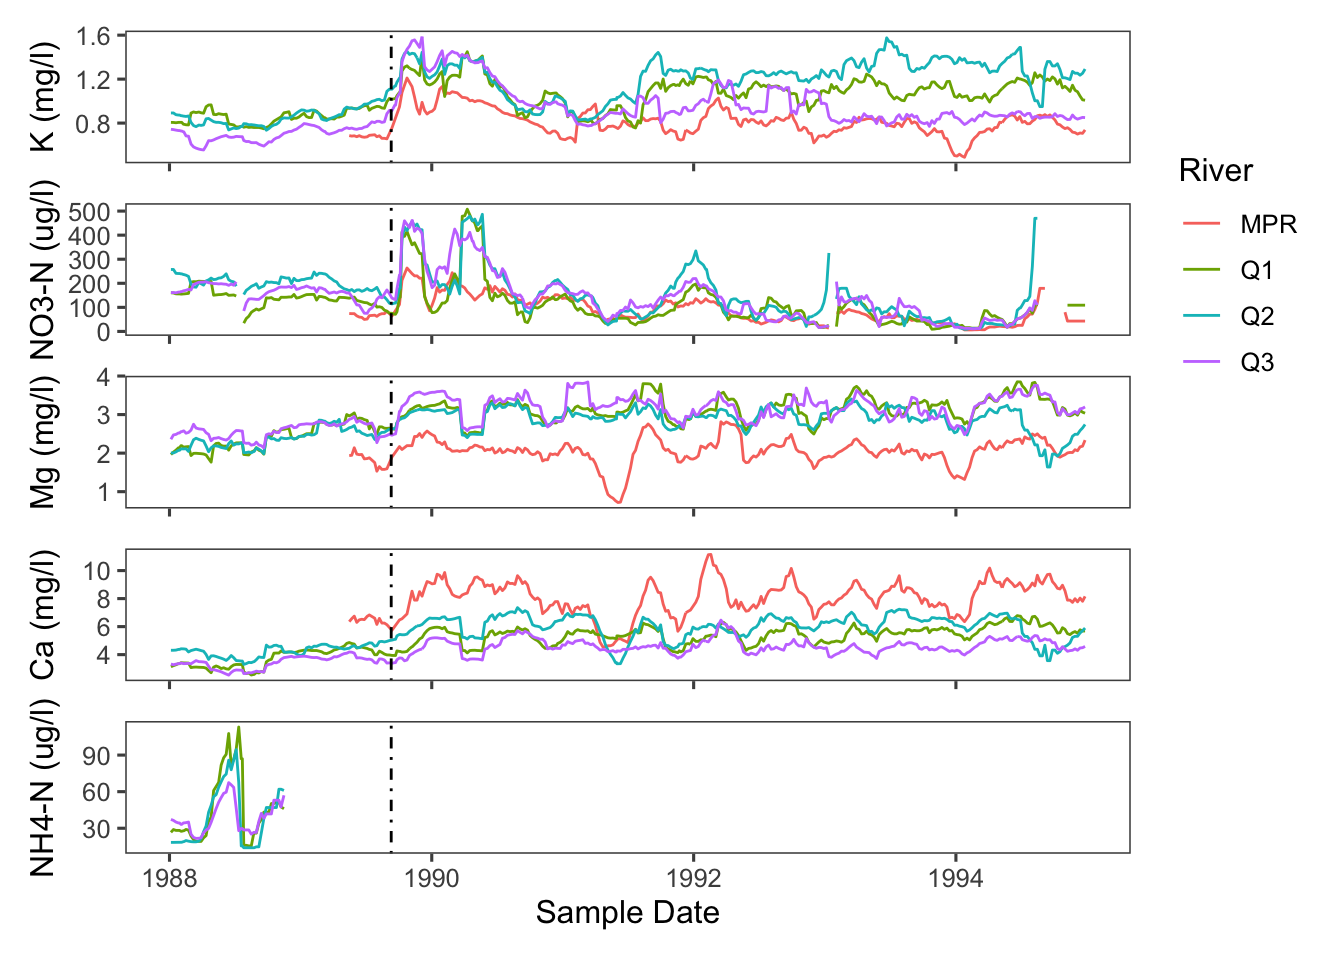 K (mg/l)
1.6
1.2
0.8
NO3-N (ug/l)
500
400
300
200
100
0
Mg (mg/l)
4
3
2
1
Ca (mg/l)
10
8
6
4
NH4-N (ug/l)
90
60
30
1988 1990 1992 1994
Sample Date
River
MPR
Q1
Q2
Q3